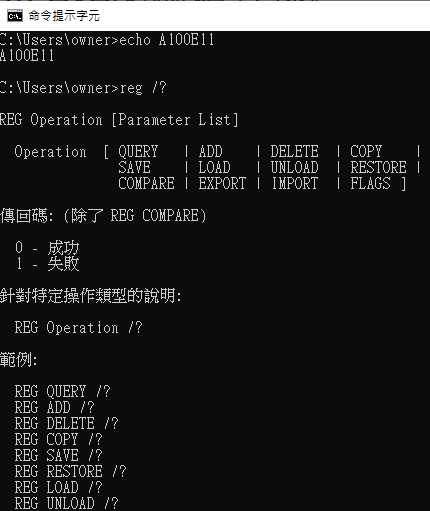 命令提示字元
C:\Users\owner>echo A100E11
A100E11
C:\Users\owner>reg /?
REG Operation [Parameter List]
Operation [ QUERY | ADD | DELETE | COPY |
SAVE | LOAD | UNLOAD | RESTORE |
COMPARE | EXPORT | IMPORT | FLAGS ]
傳回碼: (除了 REG COMPARE)
0 - 成功
1 - 失敗
針對特定操作類型的說明:
REG Operation /?
範例:
REG QUERY /?
REG ADD /?
REG DELETE /?
REG COPY /?
REG SAVE /?
REG RESTORE /?
REG LOAD /?
REG UNLOAD /?